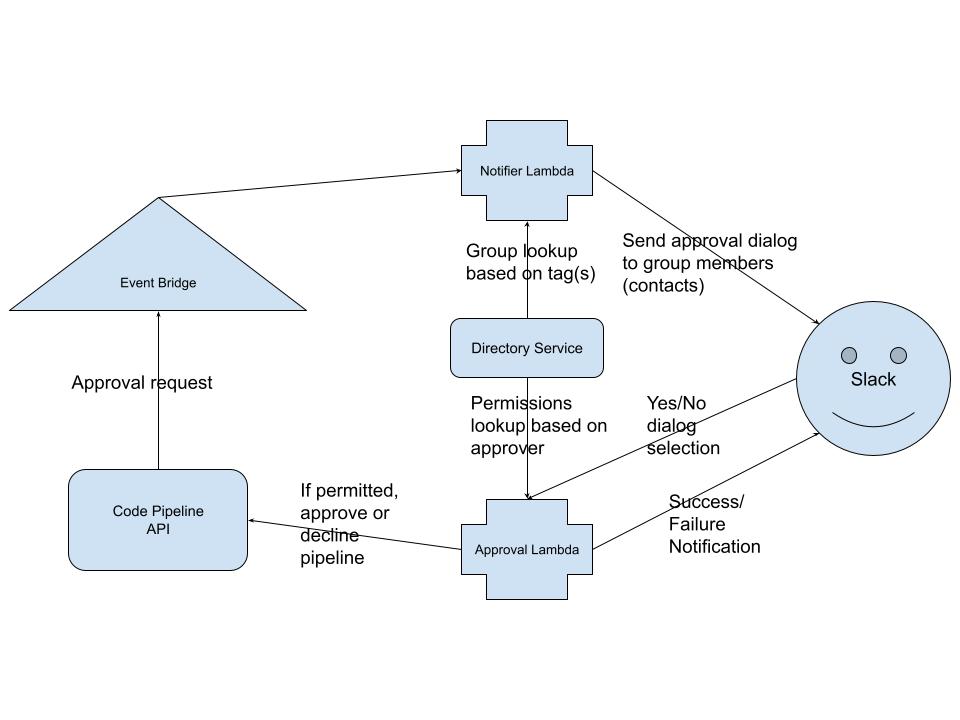 Notifier Lambda
Group lookup
based on tag(s)
Send approval dialog
to group members
(contacts)
Event Bridge
Directory Service
Slack
Approval request
Permissions
lookup based on
approver
Yes/No
dialog
selection
Code Pipeline
API
If permitted,
approve or
decline
pipeline
Approval Lambda
Success/
Failure
Notification